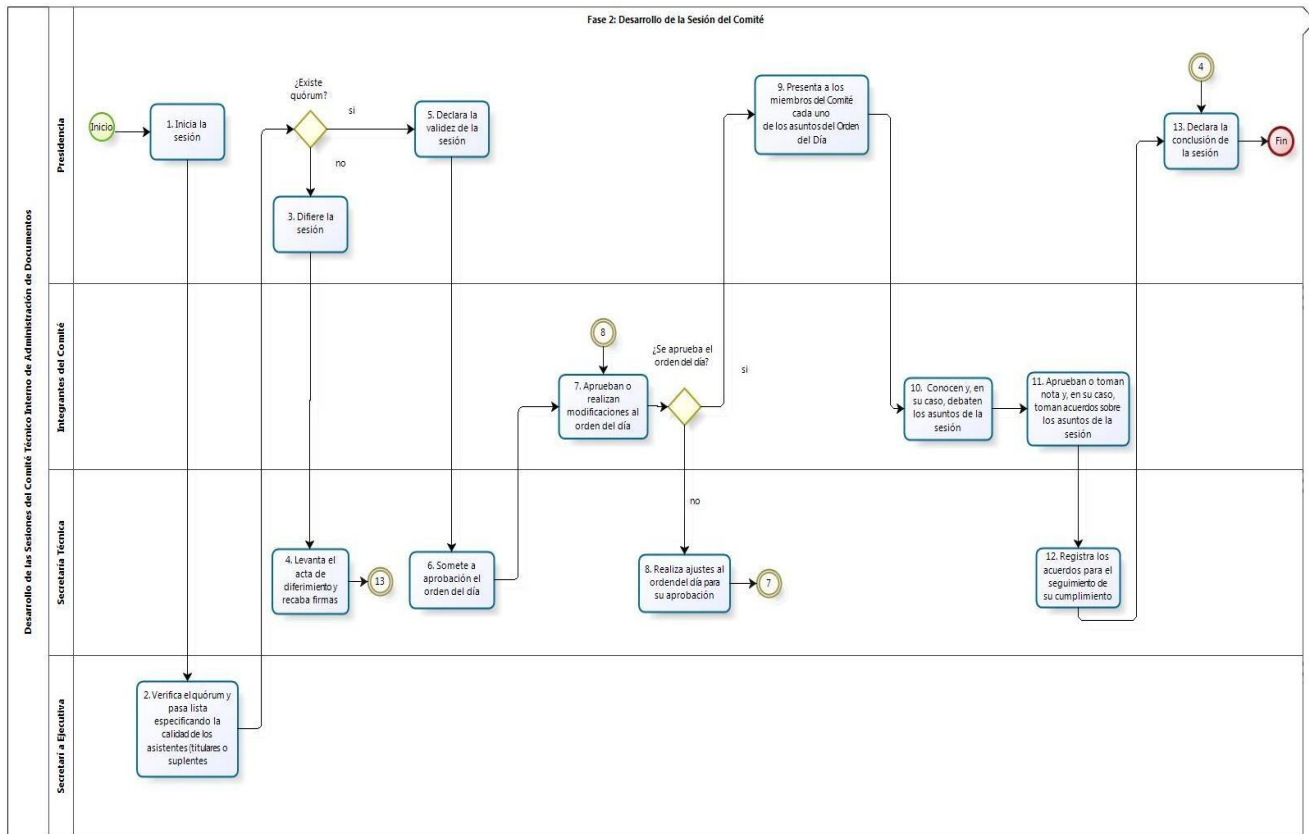 Fase 2: Desarrollo de la Sesión del Comité
Desarrollo de las Sesiones del Comité Técnico Interno de Administración de Documentos
Presidencia
Inicio
1. Inicia la
sesión
¿Existe
quórum?
si
no
3. Difiere la
sesión
5. Declara la
validez de la
sesión
9. Presenta a los
miembros del Comité
cada uno
de los asuntos del Orden
del Día
4
13. Declara la
conclusión de
la sesión
Fin
Integrantes del Comité
8
7. Aprueban o
realizan
modificaciones al
orden del día
¿Se aprueba el
orden del día?
si
no
10. Conocen y, en
su caso, debaten
los asuntos de la
sesión
11. Aprueban o toman
nota y, en su caso,
toman acuerdos sobre
los asuntos de la
sesión
Secretaría Técnica
4. Levanta el
acta de
diferimiento y
recaba firmas
13
6. Somete a
aprobación el
orden del día
8. Realiza ajustes al
orden del día para
su aprobación
7
12. Registra los
acuerdos para el
seguimiento de
su cumplimiento
Secretarí a Ejecutiva
2. Verifica el quórum y
pasa lista
especificando la
calidad de los
asistentes (titulares o
suplentes